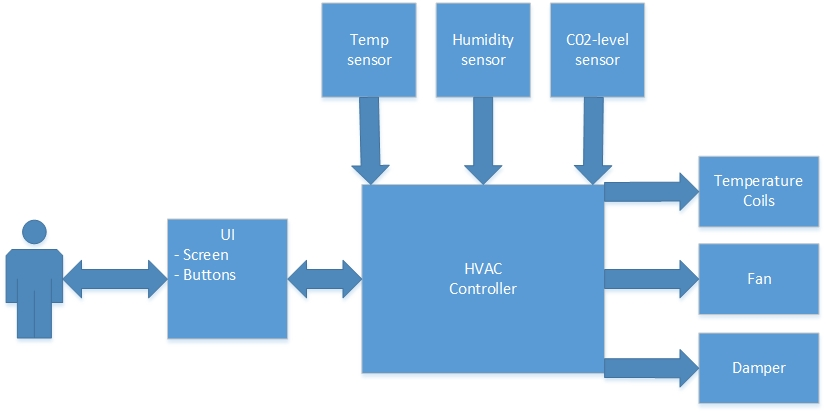 Temp
sensor
Humidity
sensor
C02-level
sensor
Temperature
Coils
UI
- Screen
- Buttons
HVAC
Controller
Fan
Damper